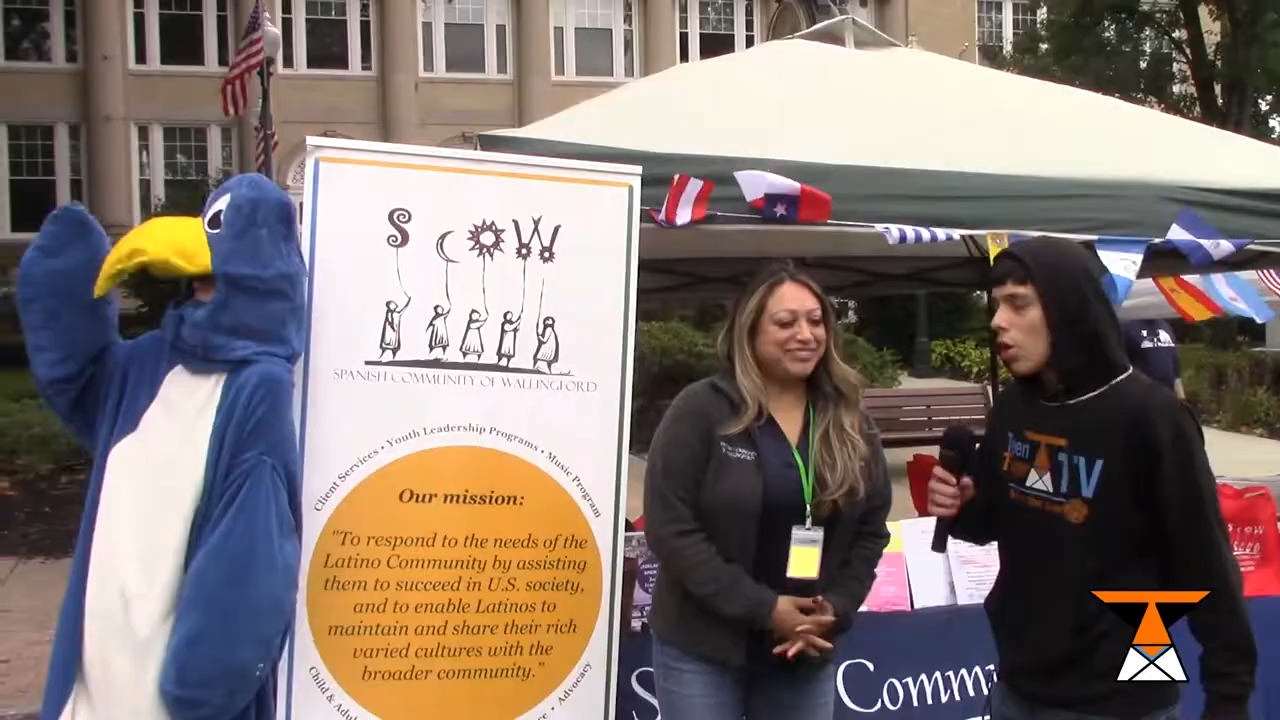 SCOW
SPANISH COMMUNITY OF WALLINGFORD
Client Services • Youth Leadership Programs • Music Program
Our mission:
"To respond to the needs of the
Latino Community by assisting
them to succeed in U.S. society,
and to enable Latinos to
maintain and share their rich
varied cultures with the
broader community."
Child &
Advocacy
Teen
TV
S
Commu